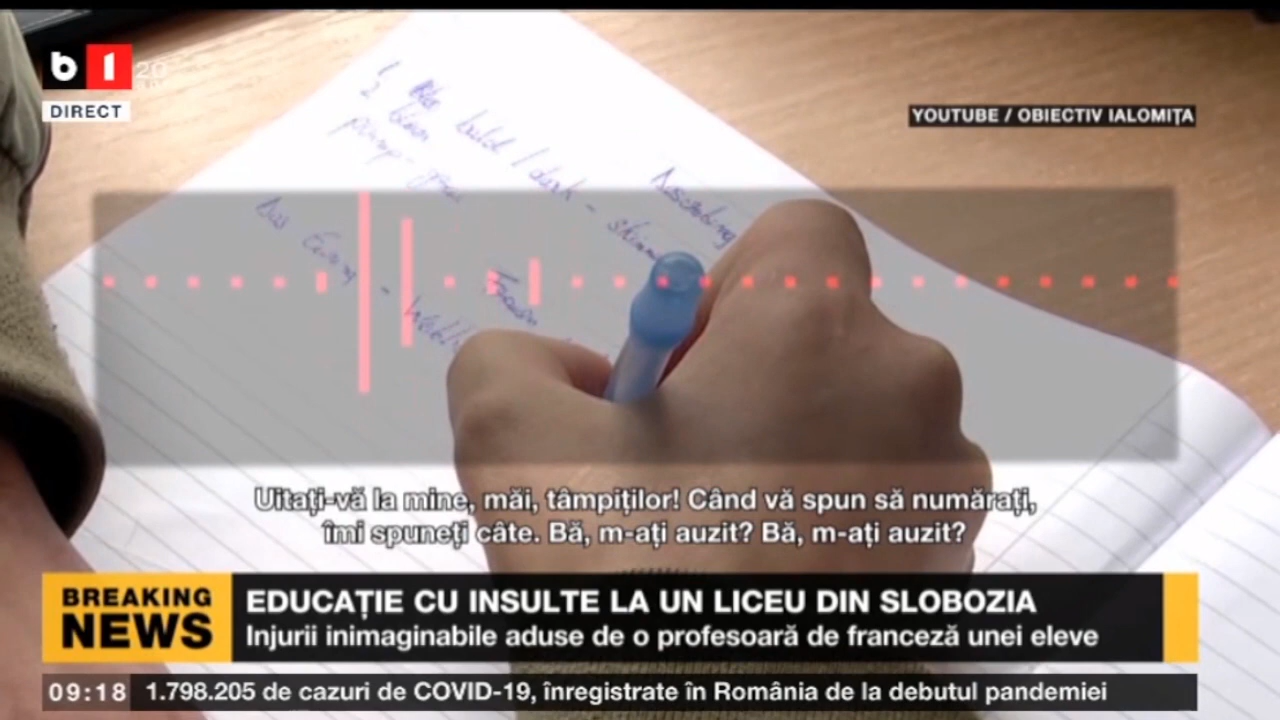 b 1
DIRECT
YOUTUBE / OBIECTIV IALOMIȚA
Uitați-vă la mine, măi, tâmpiților! Când vă spun să numărați,
îmi spuneți câte. Bă, m-ați auzit? Bă, m-ați auzit?
BREAKING
NEWS
EDUCAȚIE CU INSULTE LA UN LICEU DIN SLOBOZIA
Injurii inimaginabile aduse de o profesoară de franceză unei eleve
09:18 1.798.205 de cazuri de COVID-19, înregistrate în România de la debutul pandemiei